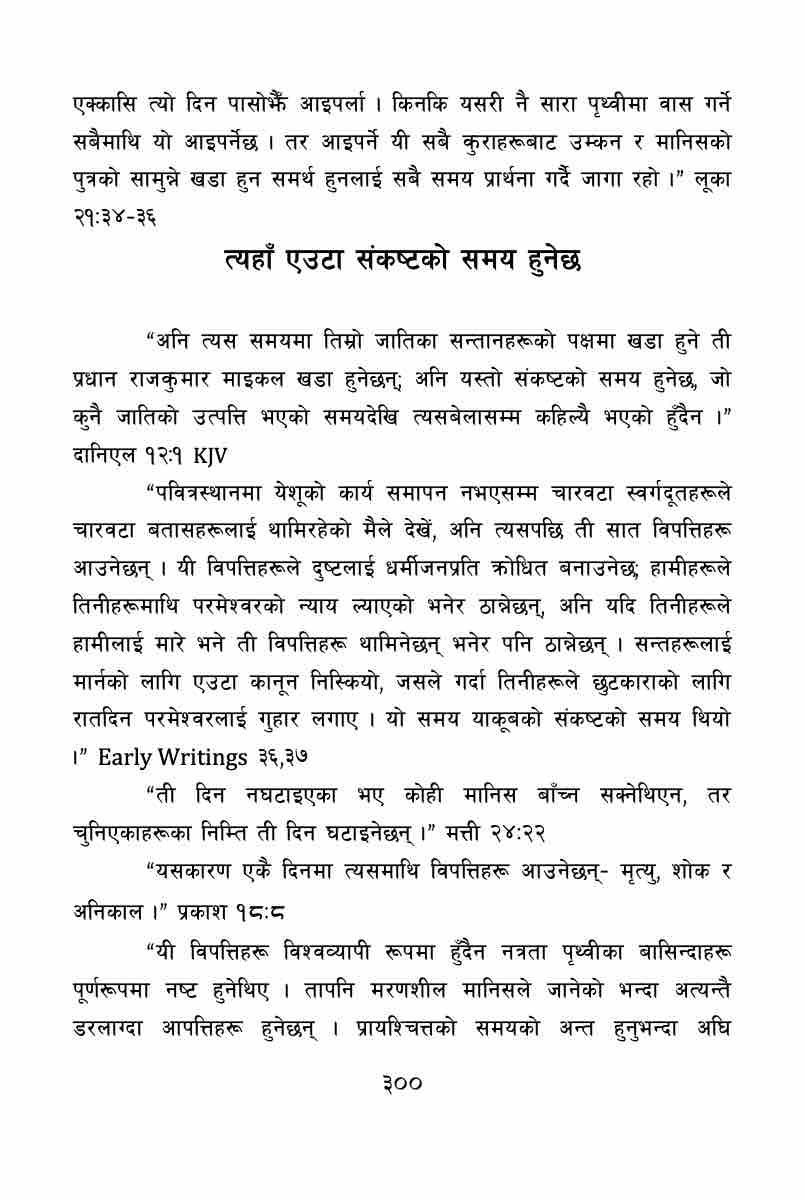 एक्कासि त्यो दिन पासोझैँ आइपर्ला । किनकि यसरी नै सारा पृथ्वीमा वास गर्ने
सबैमाथि यो आइपर्नेछ । तर आइपर्ने यी सबै कुराहरूबाट उम्कन र मानिसको
पुत्रको सामुन्ने खडा हुन समर्थ हुनलाई सबै समय प्रार्थना गर्दै जागा रहो ।” लूका
२१:३४-३६
त्यहाँ एउटा संकष्टको समय हुनेछ
“अनि त्यस समयमा तिम्रो जातिका सन्तानहरूको पक्षमा खडा हुने ती
प्रधान राजकुमार माइकल खडा हुनेछन्; अनि यस्तो संकष्टको समय हुनेछ, जो
कुनै जातिको उत्पत्ति भएको समयदेखि त्यसबेलासम्म कहिल्यै भएको हुँदैन ।”
दानिएल १२:१ KJV
“पवित्रस्थानमा येशूको कार्य समापन नभएसम्म चारवटा स्वर्गदूतहरूले
चारवटा बतासहरूलाई थामिरहेको मैले देखें, अनि त्यसपछि ती सात विपत्तिहरू
आउनेछन् । यी विपत्तिहरूले दुष्टलाई धर्मीजनप्रति क्रोधित बनाउनेछ; हामीहरूले
तिनीहरूमाथि परमेश्वरको न्याय ल्याएको भनेर ठान्नेछन्, अनि यदि तिनीहरूले
हामीलाई मारे भने ती विपत्तिहरू थामिनेछन् भनेर पनि ठान्नेछन् । सन्तहरूलाई
मार्नको लागि एउटा कानून निस्कियो, जसले गर्दा तिनीहरूले छुटकाराको लागि
रातदिन परमेश्वरलाई गुहार लगाए । यो समय याकूबको संकष्टको समय थियो
।” Early Writings ३६,३७
“ती दिन नघटाइएका भए कोही मानिस बाँच्न सक्नेथिएन, तर
चुनिएकाहरूका निम्ति ती दिन घटाइनेछन् ।” मत्ती २४:२२
“यसकारण एकै दिनमा त्यसमाथि विपत्तिहरू आउनेछन्- मृत्यु, शोक र
अनिकाल ।” प्रकाश १८:८
“यी विपत्तिहरू विश्वव्यापी रूपमा हुँदैन नत्रता पृथ्वीका बासिन्दाहरू
पूर्णरूपमा नष्ट हुनेथिए । तापनि मरणशील मानिसले जानेको भन्दा अत्यन्तै
डरलाग्दा आपत्तिहरू हुनेछन् । प्रायश्चित्तको समयको अन्त हुनुभन्दा अघि
३००